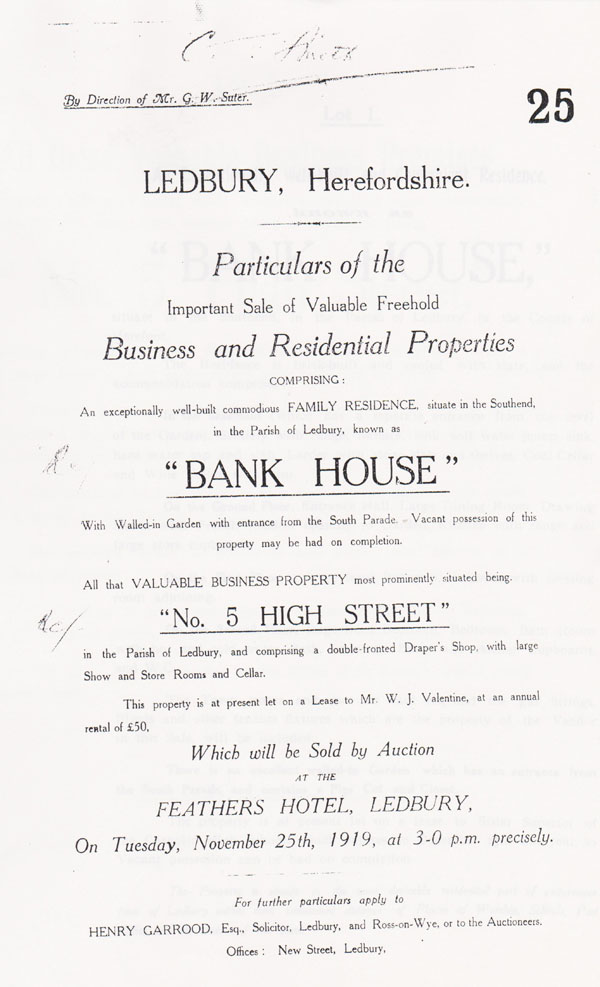 By Direction of Mr. G. W. Suter.
25
LEDBURY, Herefordshire.
Particulars of the
Important Sale of Valuable Freehold
Business and Residential Properties
COMPRISING:
An exceptionally well-built commodious FAMILY RESIDENCE, situate in the Southend,
in the Parish of Ledbury, known as
"BANK HOUSE"
With Walled-in Garden with entrance from the South Parade. - Vacant possession of this
property may be had on completion.
All that VALUABLE BUSINESS PROPERTY most prominently situated being.
"No. 5 HIGH STREET"
in the Parish of Ledbury, and comprising a double-fronted Draper's Shop, with large
Show and Store Rooms and Cellar.
This property is at present let on a Lease to Mr. W. J. Valentine, at an annual
rental of £50,
Which will be Sold by Auction
AT THE
FEATHERS HOTEL, LEDBURY,
On Tuesday, November 25th, 1919, at 3-0 p.m. precisely.
For further particulars apply to
HENRY GARROOD, Esq., Solicitor, Ledbury, and Ross-on-Wye, or to the Auctioneers.
Offices: New Street, Ledbury,